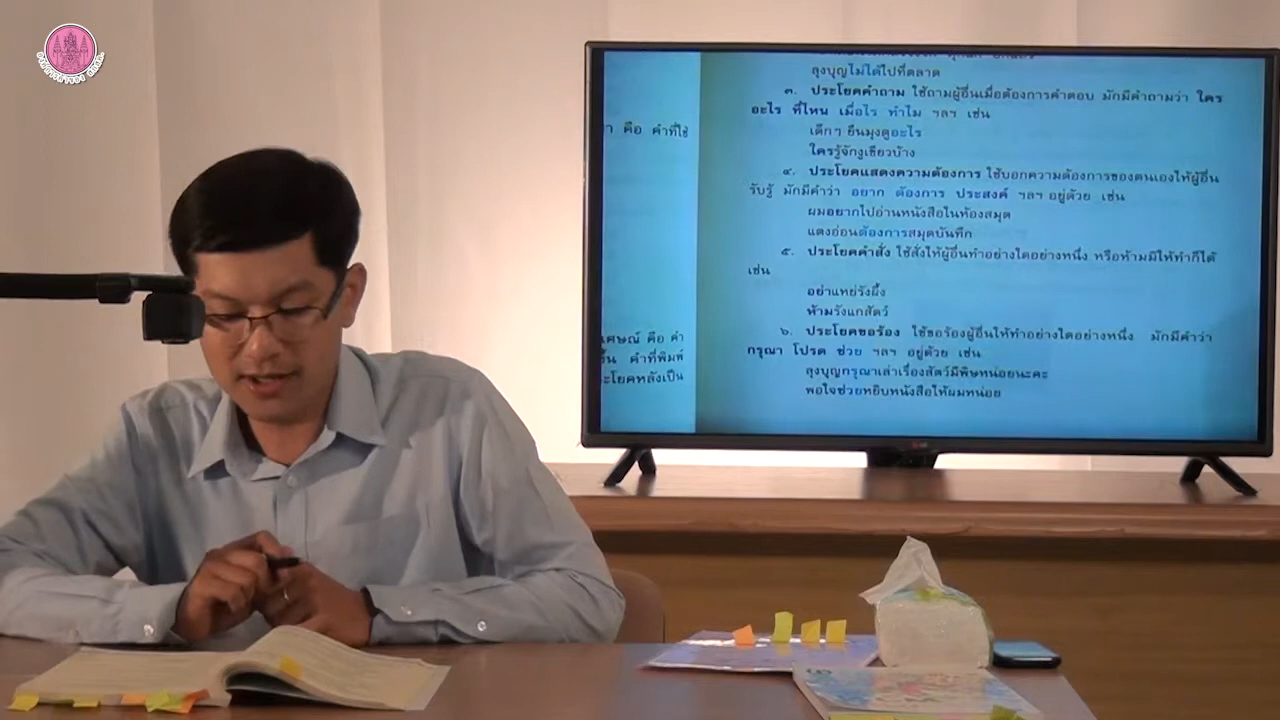 ลุงบุญไม่ได้ไปที่ตลาด
๓. ประโยคคำถาม ใช้ถามผู้อื่นเมื่อต้องการคำตอบ มักมีคำถามว่า ใคร
อะไร ที่ไหน เมื่อไร ทำไม ฯลฯ เช่น
เด็กๆ ยืนมุงดูอะไร
ใครรู้จักงูเขียวบ้าง
๔. ประโยคแสดงความต้องการ ใช้บอกความต้องการของตนเองให้ผู้อื่น
รับรู้ มักมีคำว่า อยาก ต้องการ ประสงค์ ฯลฯ อยู่ด้วย เช่น
ผมอยากไปอ่านหนังสือในห้องสมุด
แตงอ่อนต้องการสมุดบันทึก
๕. ประโยคคำสั่ง ใช้สั่งให้ผู้อื่นทำอย่างใดอย่างหนึ่ง หรือห้ามมิให้ทำก็ได้
เช่น
อย่าแหย่รังผึ้ง
ห้ามรังแกสัตว์
๖. ประโยคขอร้อง ใช้ขอร้องผู้อื่นให้ทำอย่างใดอย่างหนึ่ง มักมีคำว่า
กรุณา โปรด ช่วย ฯลฯ อยู่ด้วย เช่น
ลุงบุญกรุณาเล่าเรื่องสัตว์มีพิษหน่อยนะคะ
พอใจช่วยหยิบหนังสือให้ผมหน่อย
า คือ คำที่ใช้
เศษณ์ คือ คำ
ขึ้น คำที่พิมพ์
ะโยคหลังเป็น